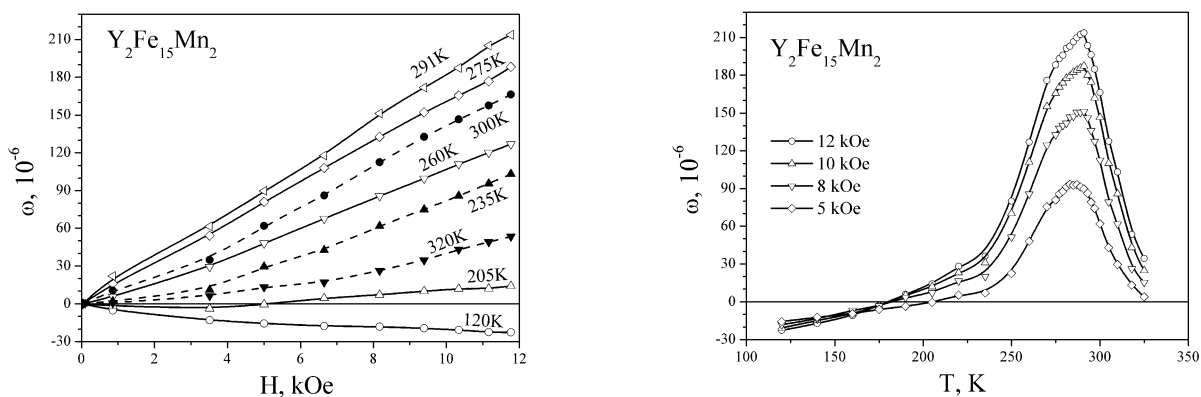 Y2Fe15Mn2
ω, 10-6
210
180
150
120
90
60
30
0
-30
291K
275K
300K
260K
235K
320K
205K
120K
0 2 4 6 8 10 12
H, kOe
Y2Fe15Mn2
ω, 10-6
210
180
150
120
90
60
30
0
-30
12 kOe
10 kOe
8 kOe
5 kOe
100 150 200 250 300 350
T, K